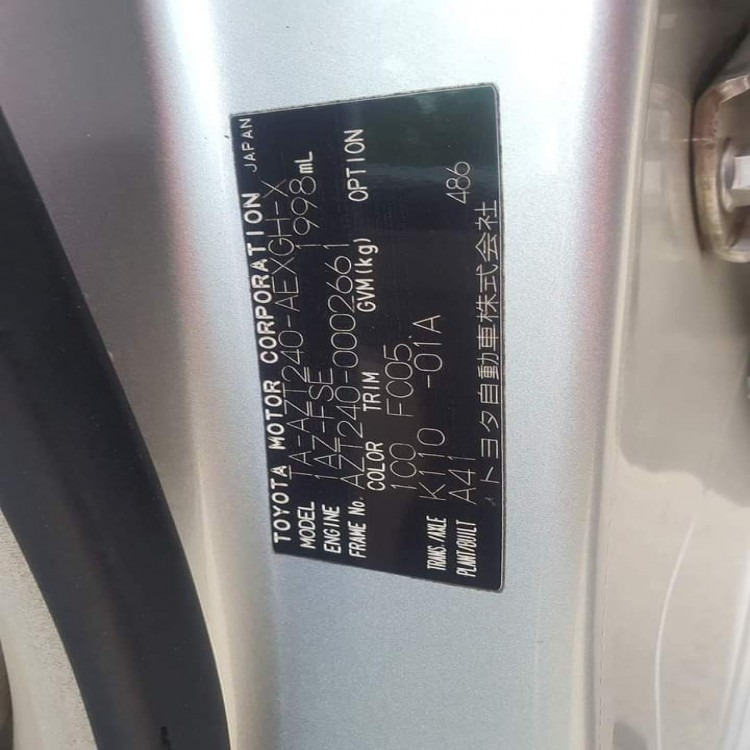 TOYOTA MOTOR CORPORATION JAPAN
MODEL TA-AZT240-AEXGH-X
ENGINE 1AZ-FSE 1998mL
FRAME No. AZT240-0002661
COLOR TRIM GVM(kg) OPTION
100 FC05
TRANS./AXLE K110 -01A
PLANT/BUILT A41 486
トヨタ自動車株式会社